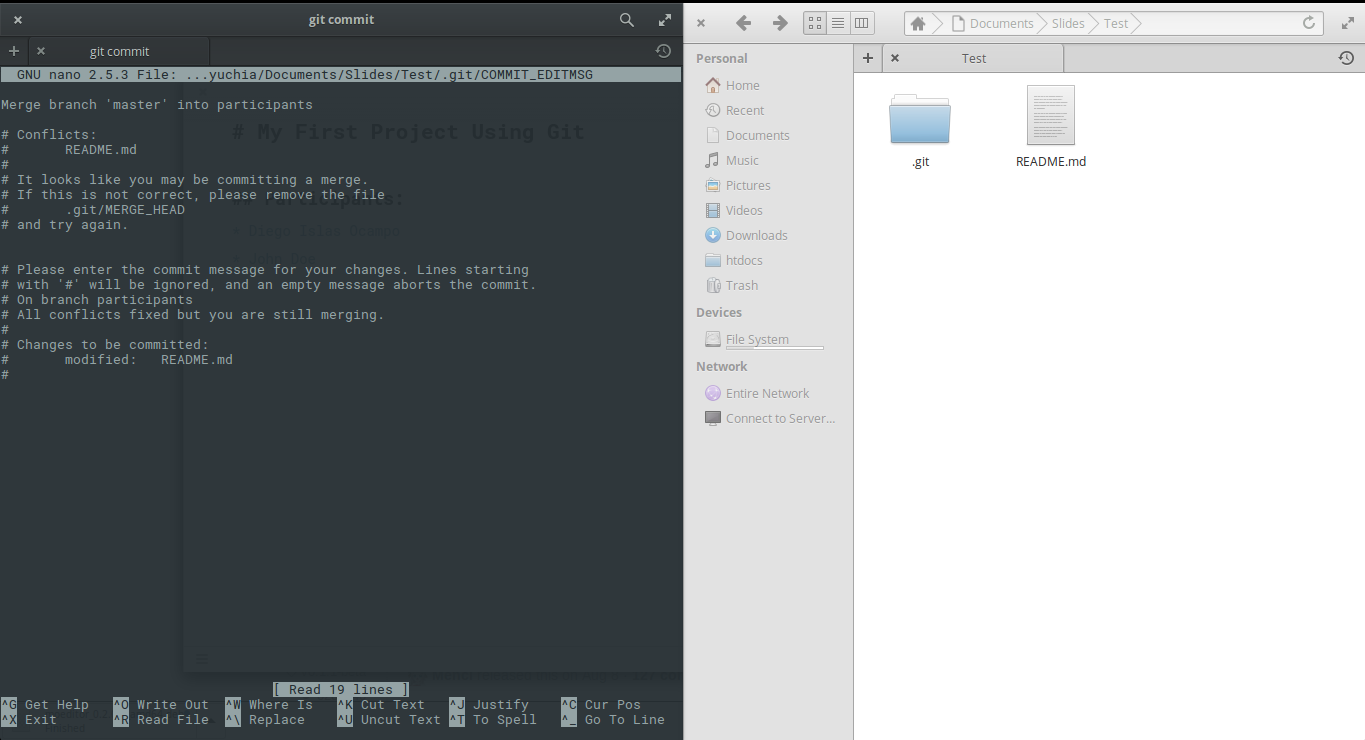 git commit
git commit
GNU nano 2.5.3 File: ...yuchia/Documents/Slides/Test/.git/COMMIT_EDITMSG
Merge branch 'master' into participants
# Conflicts:
#       README.md
#
# It looks like you may be committing a merge.
# If this is not correct, please remove the file
#       .git/MERGE_HEAD
# and try again.
# Please enter the commit message for your changes. Lines starting
# with '#' will be ignored, and an empty message aborts the commit.
# On branch participants
# All conflicts fixed but you are still merging.
#
# Changes to be committed:
#       modified:   README.md
#
# My First Project Using Git
[ Read 19 lines ]
^G Get Help ^O Write Out ^W Where Is ^K Cut Text ^J Justify ^C Cur Pos
^X Exit ^R Read File ^\ Replace ^U Uncut Text ^T To Spell ^_ Go To Line
Documents Slides Test
Test
Personal
Home
Recent
Documents
Music
Pictures
Videos
Downloads
htdocs
Trash
Devices
File System
Network
Entire Network
Connect to Server...
.git
README.md